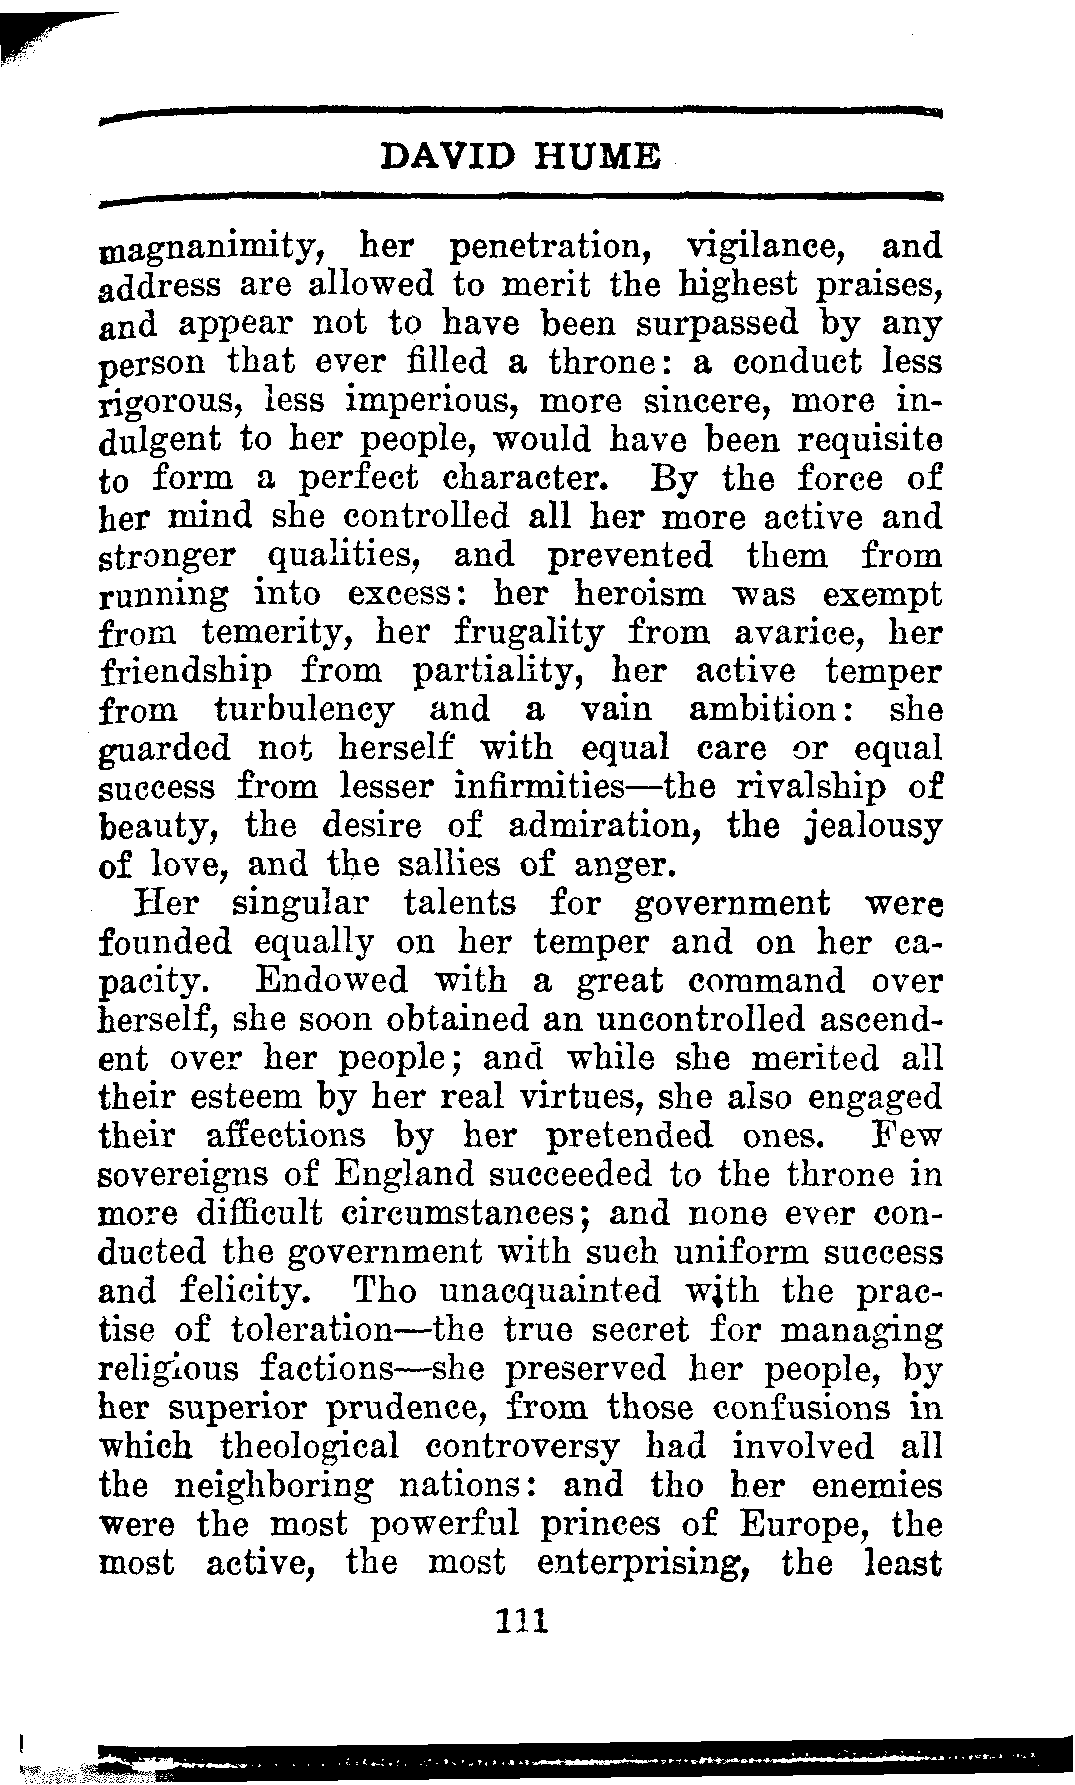 DAVID HUME
magnanimity, her penetration, vigilance, and
address are allowed to merit the highest praises,
and appear not to have been surpassed by any
person that ever filled a throne: a conduct less
rigorous, less imperious, more sincere, more in-
dulgent to her people, would have been requisite
to form a perfect character. By the force of
her mind she controlled all her more active and
stronger qualities, and prevented them from
running into excess: her heroism was exempt
from temerity, her frugality from avarice, her
friendship from partiality, her active temper
from turbulency and a vain ambition: she
guarded not herself with equal care or equal
success from lesser infirmities—the rivalship of
beauty, the desire of admiration, the jealousy
of love, and the sallies of anger.
Her singular talents for government were
founded equally on her temper and on her ca-
pacity. Endowed with a great command over
herself, she soon obtained an uncontrolled ascend-
ent over her people; and while she merited all
their esteem by her real virtues, she also engaged
their affections by her pretended ones. Few
sovereigns of England succeeded to the throne in
more difficult circumstances; and none ever con-
ducted the government with such uniform success
and felicity. Tho unacquainted with the prac-
tise of toleration—the true secret for managing
religious factions—she preserved her people, by
her superior prudence, from those confusions in
which theological controversy had involved all
the neighboring nations: and tho her enemies
were the most powerful princes of Europe, the
most active, the most enterprising, the least
111